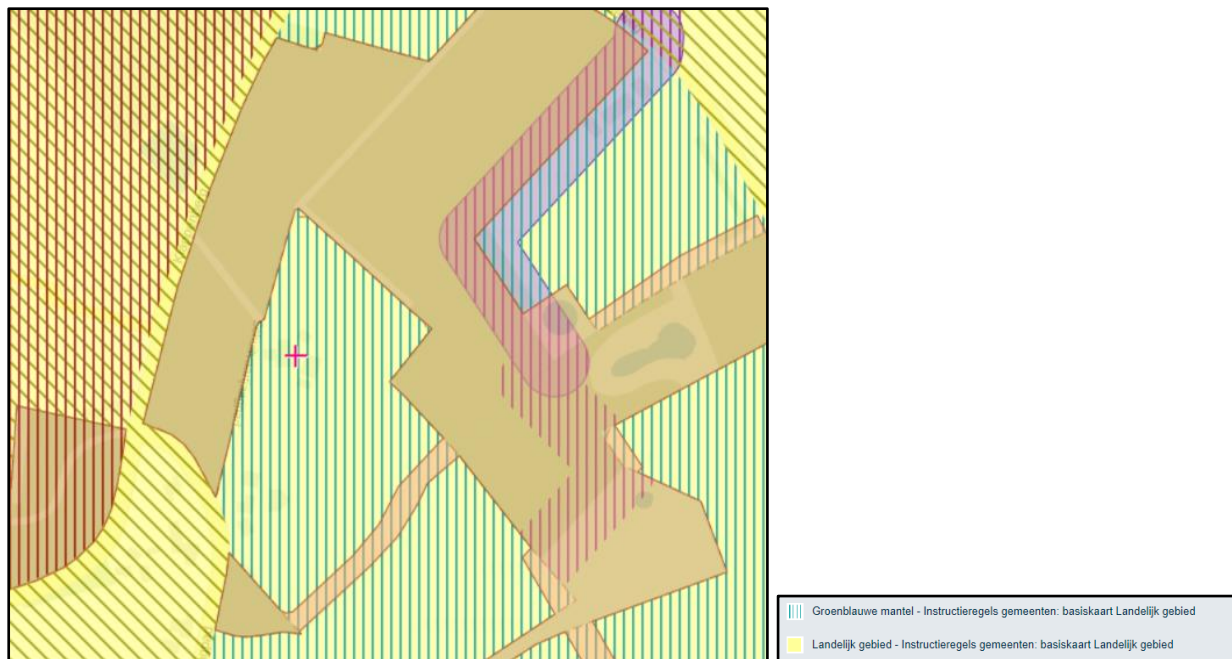 Groenblauwe mantel - Instructieregels gemeenten: basiskaart Landelijk gebied
Landelijk gebied - Instructieregels gemeenten: basiskaart Landelijk gebied